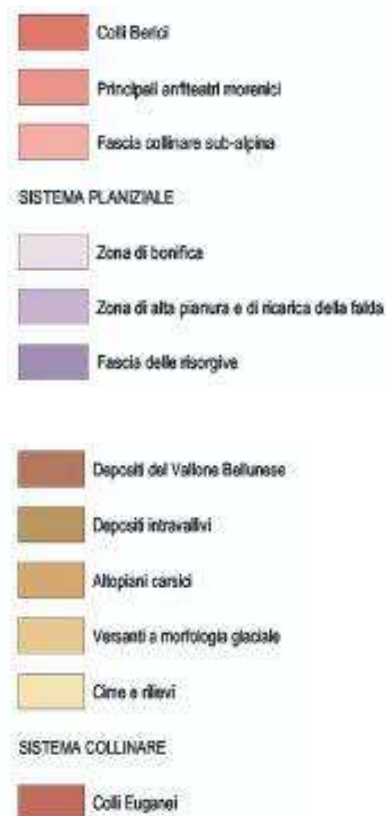 Colli Berici
Principali anfiteatri morenici
Fascia collinare sub-alpina
SISTEMA PLANIZIALE
Zona di bonifica
Zona di alta pianura e di ricarica della falda
Fascia delle risorgive
Depositi del Vallone Bellunese
Depositi intravallivi
Altopiani carsici
Versanti a morfologia glaciale
Cime e rilievi
SISTEMA COLLINARE
Colli Euganei